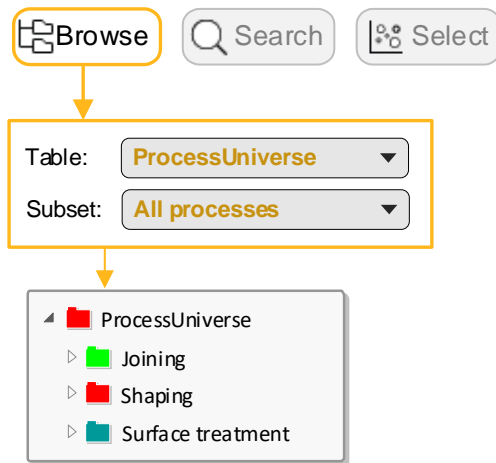 Browse Search Select
Table: ProcessUniverse
Subset: All processes
ProcessUniverse
Joining
Shaping
Surface treatment